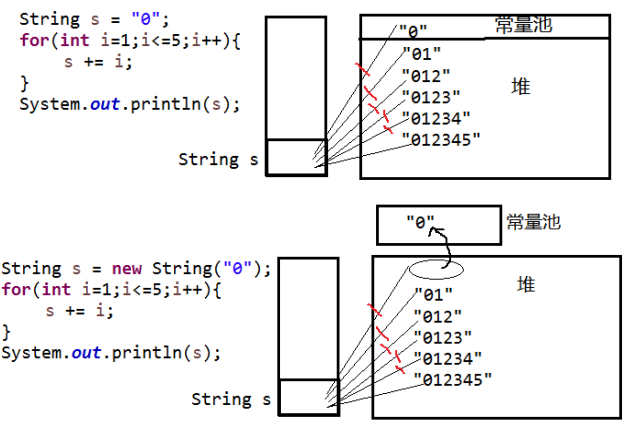 String s = "0";
for(int i=1;i<=5;i++){
s += i;
}
System.out.println(s);
String s
常量池
"0"
"01"
"012"
"0123"
"01234"
"012345"
堆
"0"
常量池
String s = new String("0");
for(int i=1;i<=5;i++){
s += i;
}
System.out.println(s);
String s
堆
"01"
"012"
"0123"
"01234"
"012345"